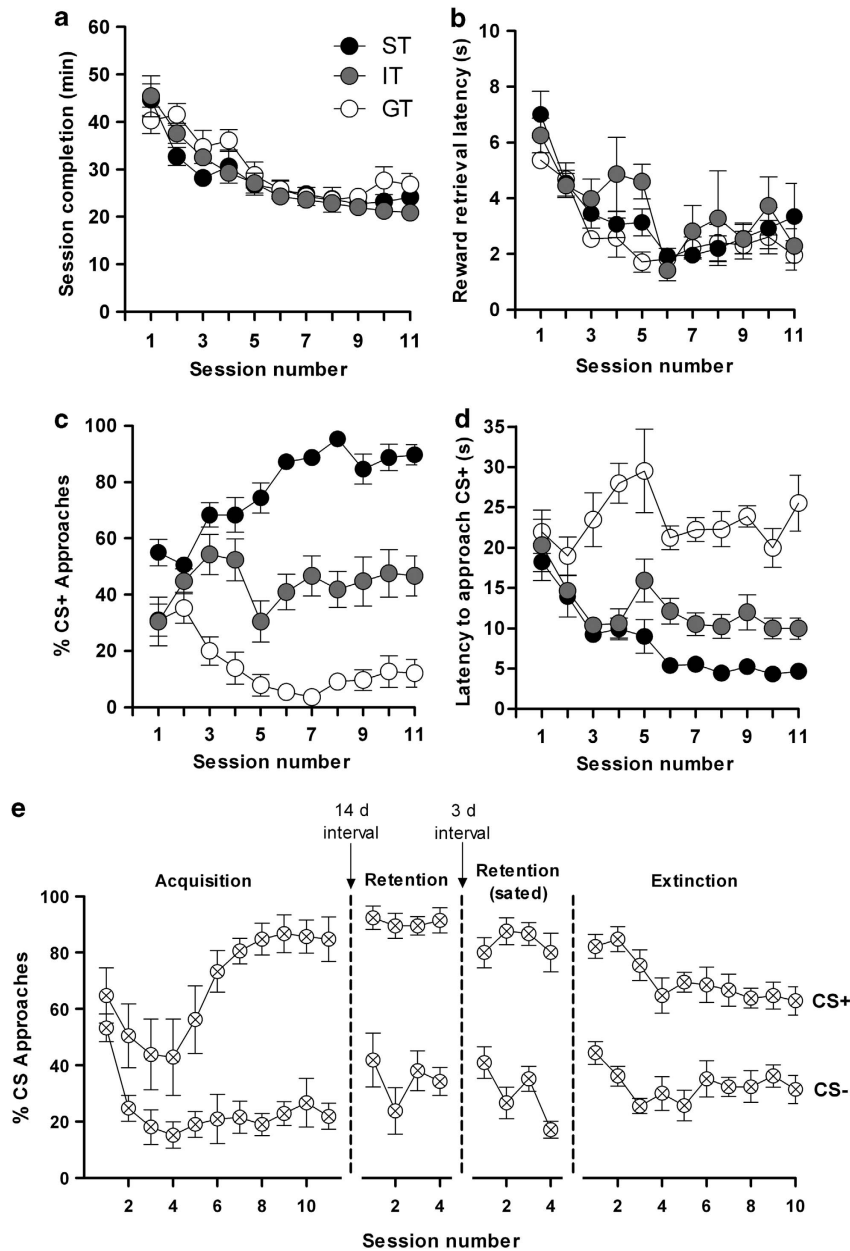 a
Session completion (min)
60
50
40
30
20
10
0
1 3 5 7 9 11
Session number
ST
IT
GT
b
Reward retrieval latency (s)
10
8
6
4
2
0
1 3 5 7 9 11
Session number
c
% CS+ Approaches
100
80
60
40
20
0
1 3 5 7 9 11
Session number
d
Latency to approach CS+ (s)
35
30
25
20
15
10
5
0
1 3 5 7 9 11
Session number
e
14 d
interval
3 d
interval
Acquisition
Retention
Retention
(sated)
Extinction
% CS Approaches
100
80
60
40
20
0
CS+
CS-
2 4 6 8 10 2 4 2 4 2 4 6 8 10
Session number